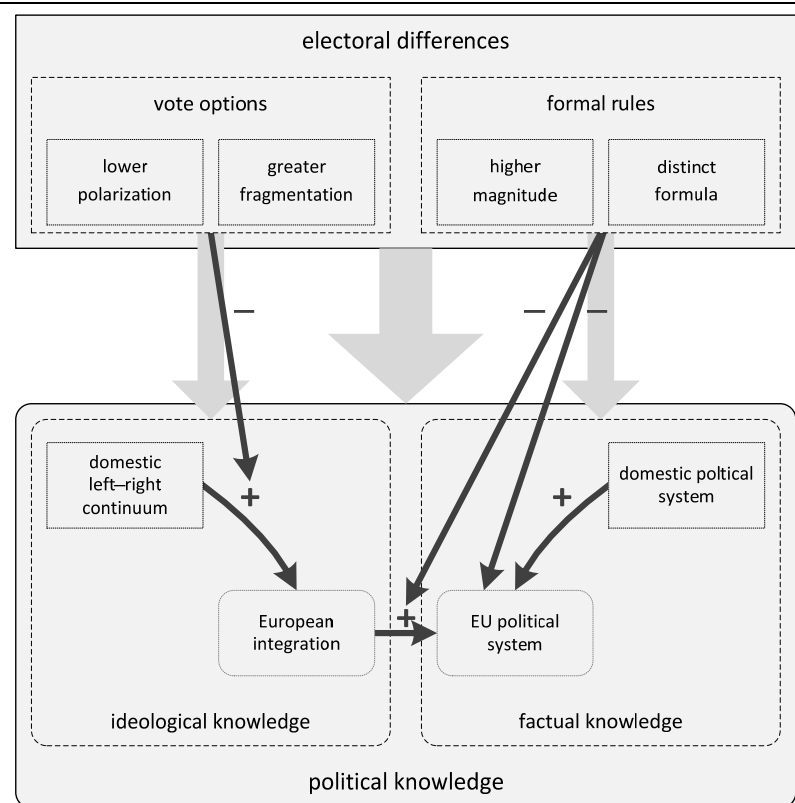 electoral differences
vote options
formal rules
lower
polarization
greater
fragmentation
higher
magnitude
distinct
formula
–
–
–
domestic
left–right
continuum
+
+
domestic poltical
system
+
European
integration
EU political
system
ideological knowledge
factual knowledge
political knowledge